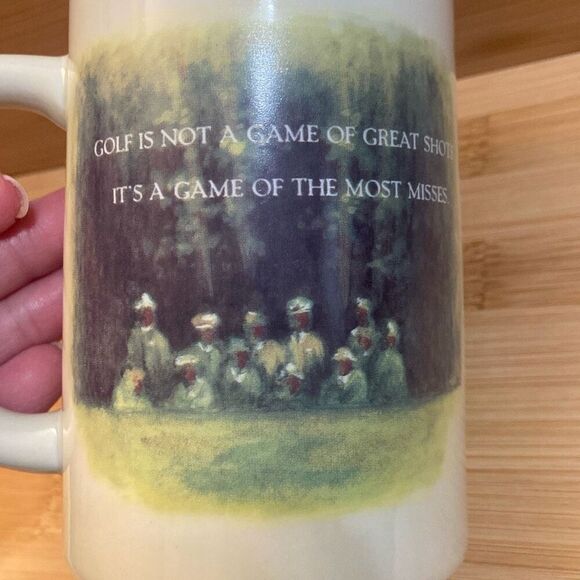 GOLF IS NOT A GAME OF GREAT SHOTS
IT'S A GAME OF THE MOST MISSES.